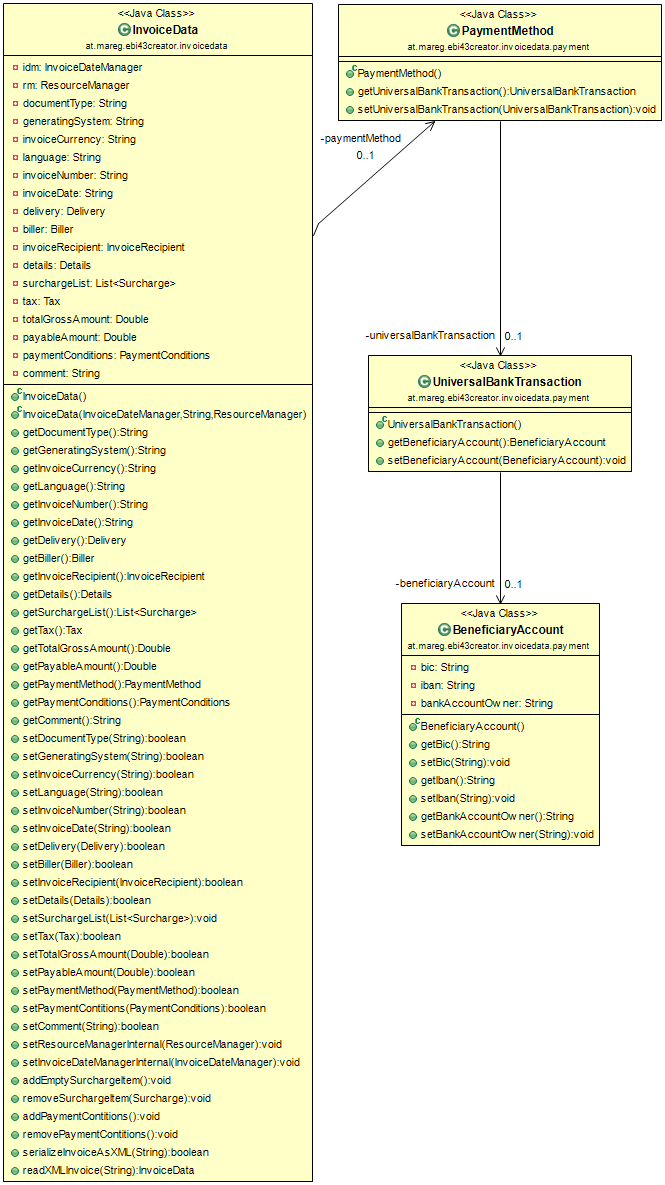 <<Java Class>>
InvoiceData
at.mareg.ebi43creator.invoicedata
idm: InvoiceDateManager
rm: ResourceManager
documentType: String
generatingSystem: String
invoiceCurrency: String
language: String
invoiceNumber: String
invoiceDate: String
delivery: Delivery
biller: Biller
invoiceRecipient: InvoiceRecipient
details: Details
surchargeList: List<Surcharge>
tax: Tax
totalGrossAmount: Double
payableAmount: Double
paymentConditions: PaymentConditions
comment: String
InvoiceData()
InvoiceData(InvoiceDateManager,String,ResourceManager)
getDocumentType():String
getGeneratingSystem():String
getInvoiceCurrency():String
getLanguage():String
getInvoiceNumber():String
getInvoiceDate():String
getDelivery():Delivery
getBiller():Biller
getInvoiceRecipient():InvoiceRecipient
getDetails():Details
getSurchargeList():List<Surcharge>
getTax():Tax
getTotalGrossAmount():Double
getPayableAmount():Double
getPaymentMethod():PaymentMethod
getPaymentConditions():PaymentConditions
getComment():String
setDocumentType(String):boolean
setGeneratingSystem(String):boolean
setInvoiceCurrency(String):boolean
setLanguage(String):boolean
setInvoiceNumber(String):boolean
setInvoiceDate(String):boolean
setDelivery(Delivery):boolean
setBiller(Biller):boolean
setInvoiceRecipient(InvoiceRecipient):boolean
setDetails(Details):boolean
setSurchargeList(List<Surcharge>):void
setTax(Tax):boolean
setTotalGrossAmount(Double):boolean
setPayableAmount(Double):boolean
setPaymentMethod(PaymentMethod):boolean
setPaymentContitions(PaymentConditions):boolean
setComment(String):boolean
setResourceManagerInternal(ResourceManager):void
setInvoiceDateManagerInternal(InvoiceDateManager):void
addEmptySurchargeItem():void
removeSurchargeItem(Surcharge):void
addPaymentContitions():void
removePaymentContitions():void
serializeInvoiceAsXML(String):boolean
readXMLInvoice(String):InvoiceData
<<Java Class>>
PaymentMethod
at.mareg.ebi43creator.invoicedata.payment
PaymentMethod()
getUniversalBankTransaction():UniversalBankTransaction
setUniversalBankTransaction(UniversalBankTransaction):void
-paymentMethod
0..1
-universalBankTransaction 0..1
<<Java Class>>
UniversalBankTransaction
at.mareg.ebi43creator.invoicedata.payment
UniversalBankTransaction()
getBeneficiaryAccount():BeneficiaryAccount
setBeneficiaryAccount(BeneficiaryAccount):void
-beneficiaryAccount 0..1
<<Java Class>>
BeneficiaryAccount
at.mareg.ebi43creator.invoicedata.payment
bic: String
iban: String
bankAccountOwner: String
BeneficiaryAccount()
getBic():String
setBic(String):void
getIban():String
setIban(String):void
getBankAccountOwner():String
setBankAccountOwner(String):void